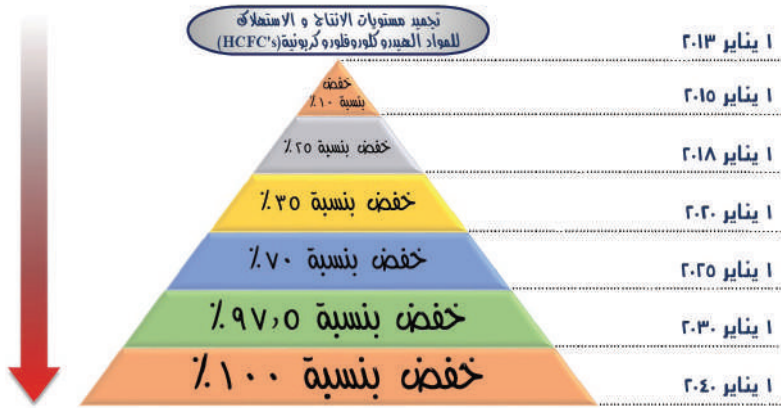 تجميد مستويات الانتاج و الاستهلاك
للمواد الهيدروكلوروفلوروكربونية(HCFC's)
١ يناير ٢٠١٣
خفض
بنسبة ١٠٪
١ يناير ٢٠١٥
خفض بنسبة ٢٥٪
١ يناير ٢٠١٨
خفض بنسبة ٣٥٪
١ يناير ٢٠٢٠
خفض بنسبة ٧٠٪
١ يناير ٢٠٢٥
خفض بنسبة ٩٧,٥٪
١ يناير ٢٠٣٠
خفض بنسبة ١٠٠٪
١ يناير ٢٠٤٠